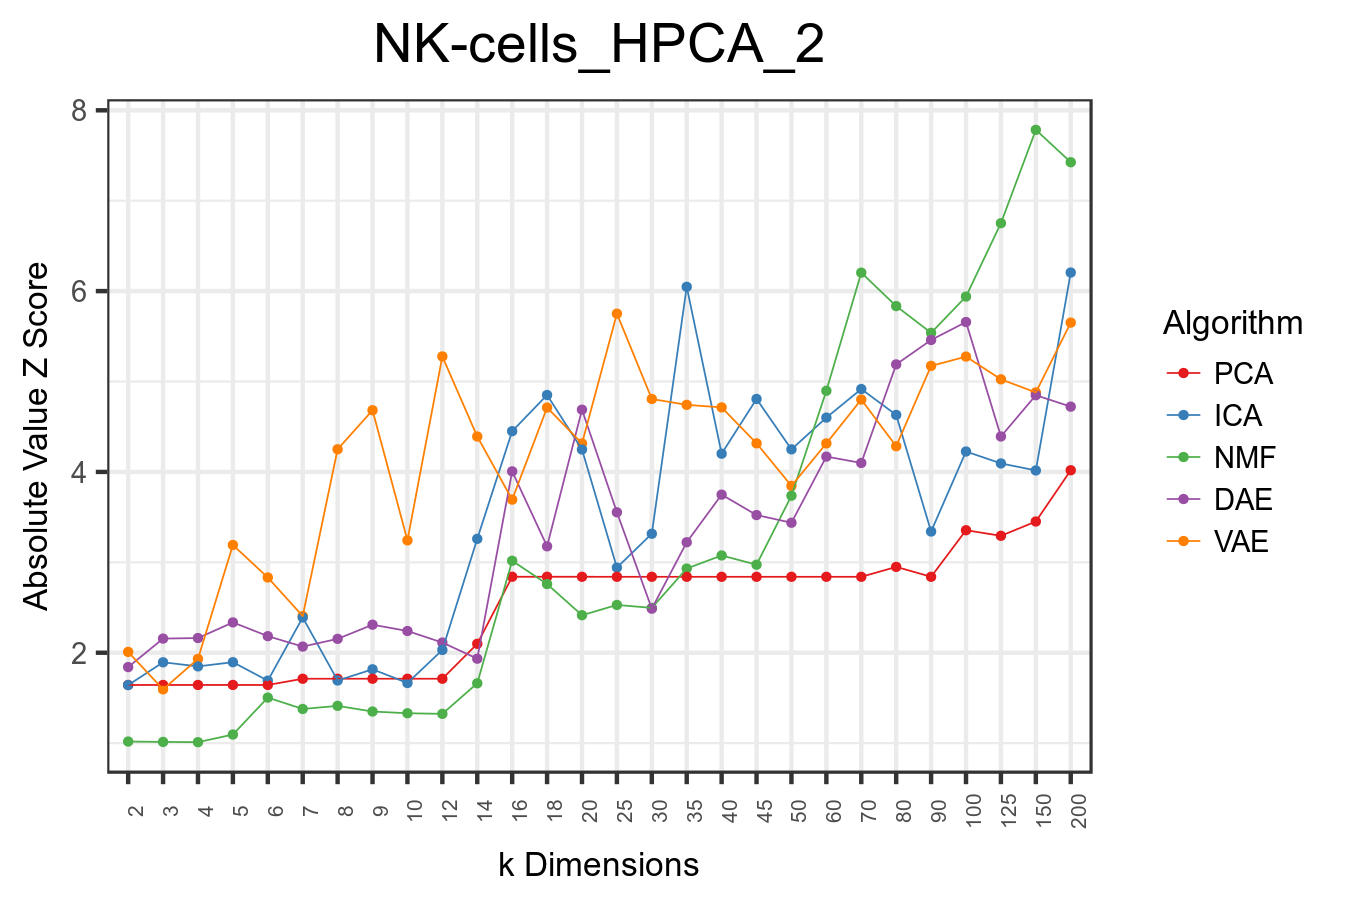 NK-cells_HPCA_2
Absolute Value Z Score
8
6
4
2
2 3 4 5 6 7 8 9 10 12 14 16 18 20 25 30 35 40 45 50 60 70 80 90 100 125 150 200
k Dimensions
Algorithm
PCA
ICA
NMF
DAE
VAE